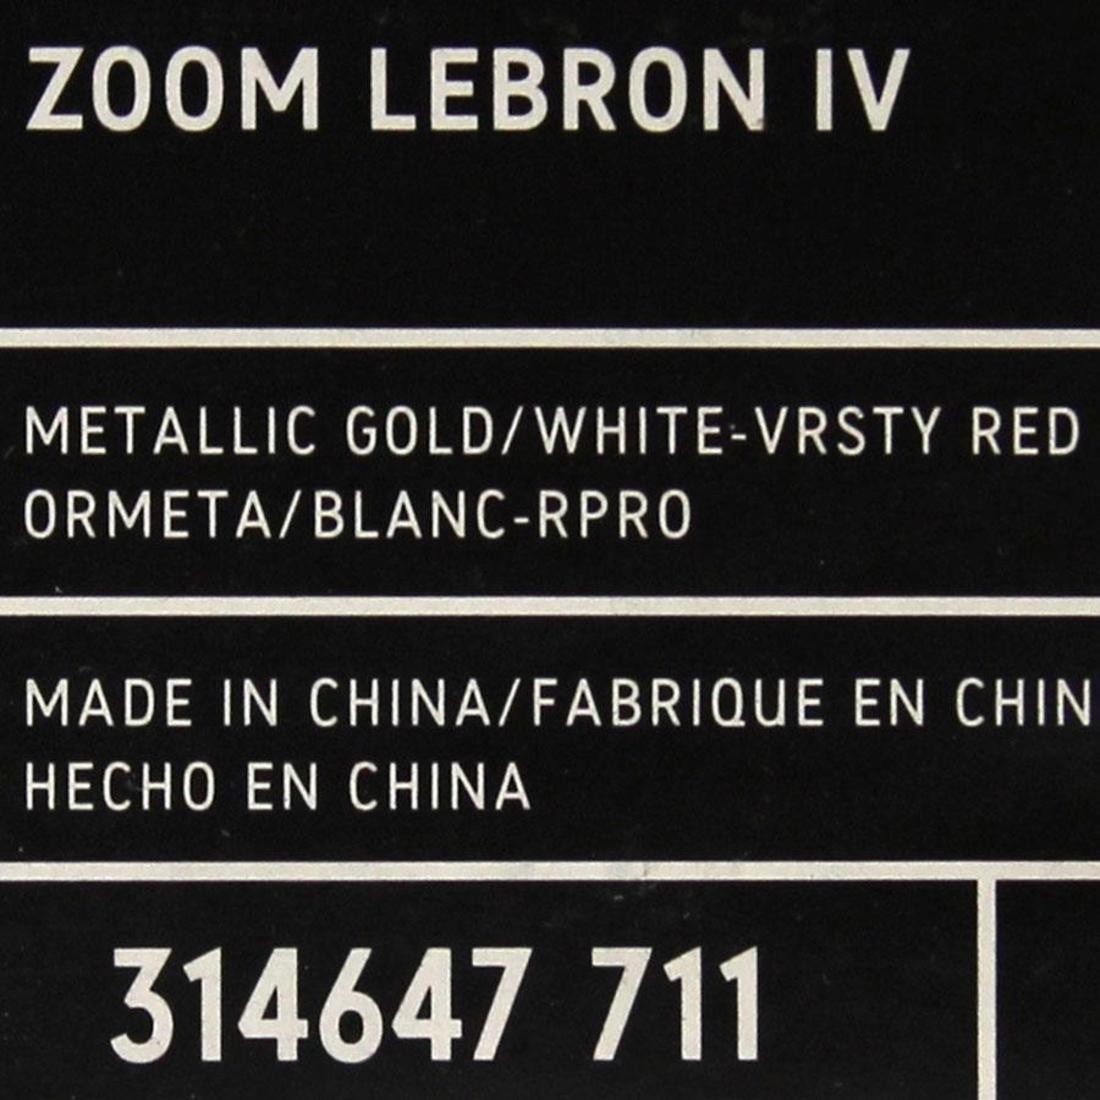 ZOOM LEBRON IV
METALLIC GOLD/WHITE-VRSTY RED
ORMETA/BLANC-RPRO
MADE IN CHINA/FABRIQUE EN CHIN
HECHO EN CHINA
314647 711